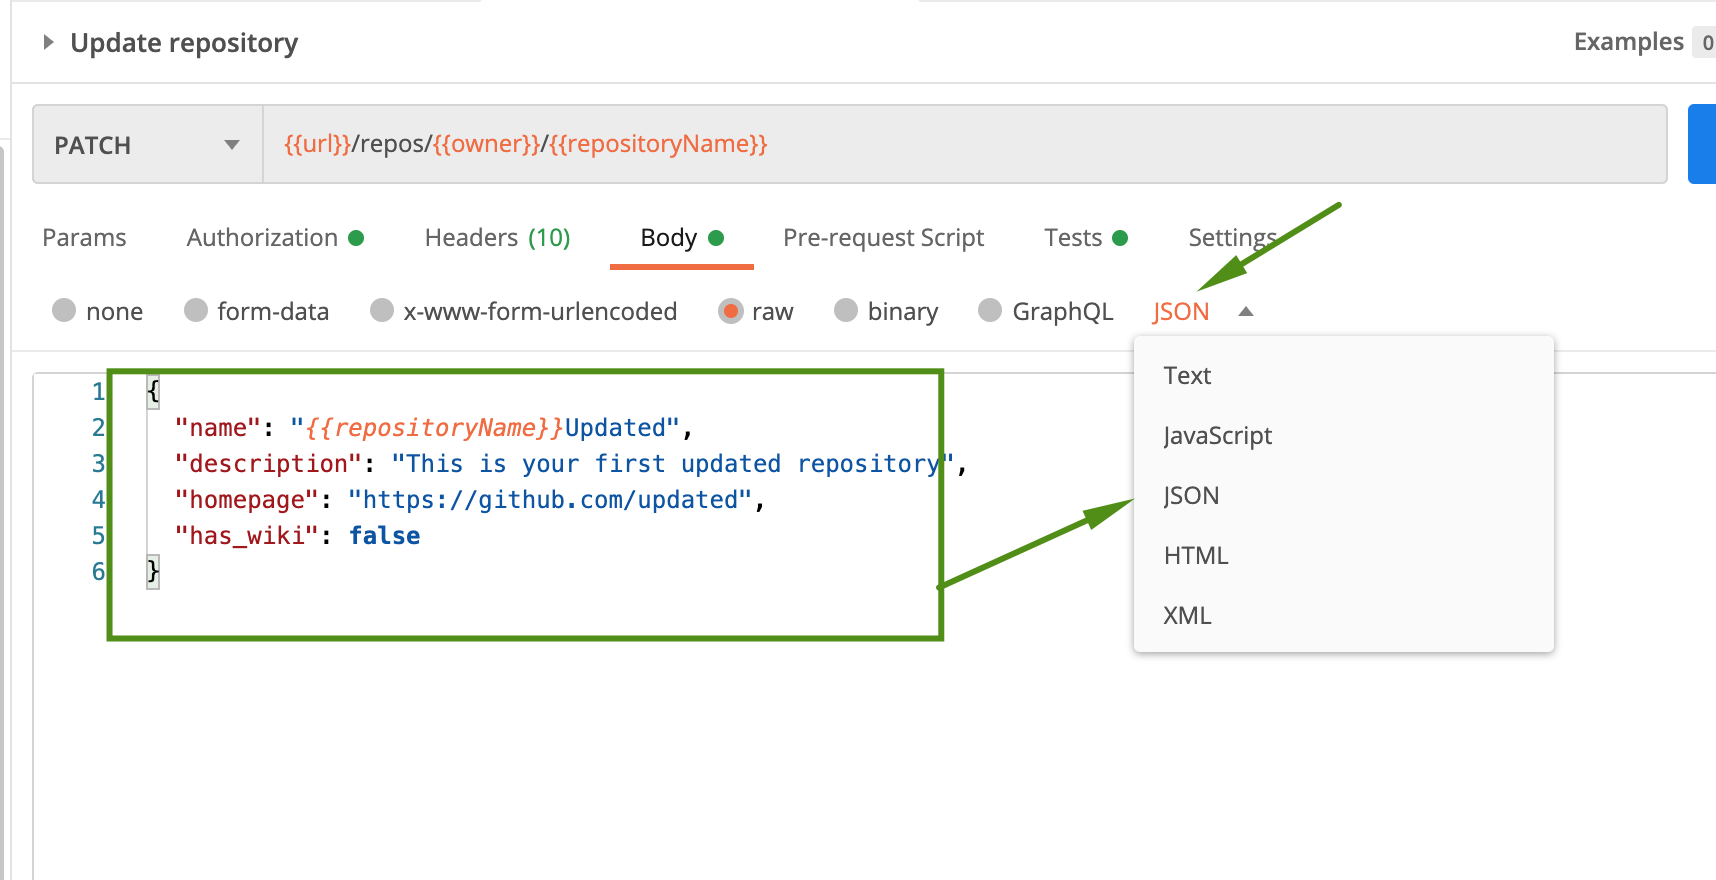 Update repository
Examples 0
PATCH
{{url}}/repos/{{owner}}/{{repositoryName}}
Params Authorization Headers (10) Body Pre-request Script Tests Settings
none form-data x-www-form-urlencoded raw binary GraphQL JSON
1 {
2 "name": "{{repositoryName}}Updated",
3 "description": "This is your first updated repository",
4 "homepage": "https://github.com/updated",
5 "has_wiki": false
6 }
Text
JavaScript
JSON
HTML
XML